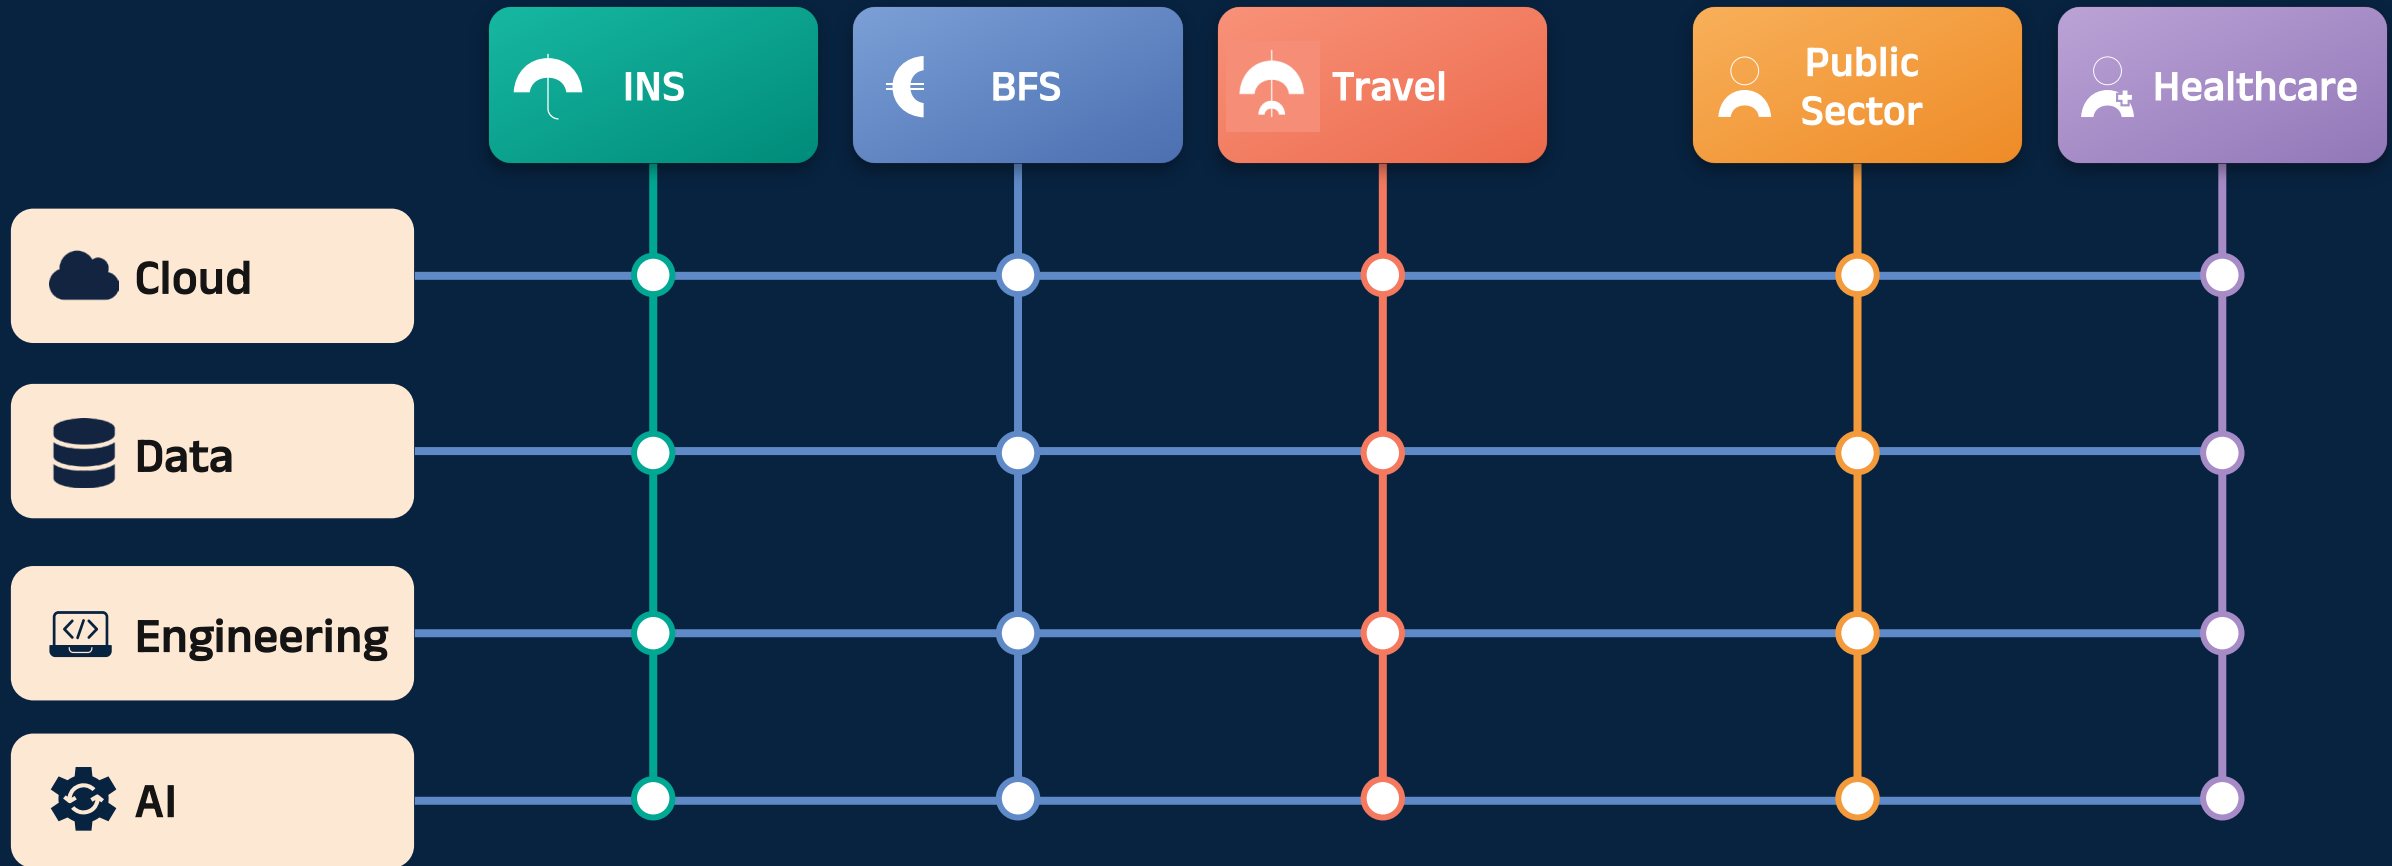 INS
BFS
Travel
Public
Sector
Healthcare
Cloud
Data
Engineering
AI